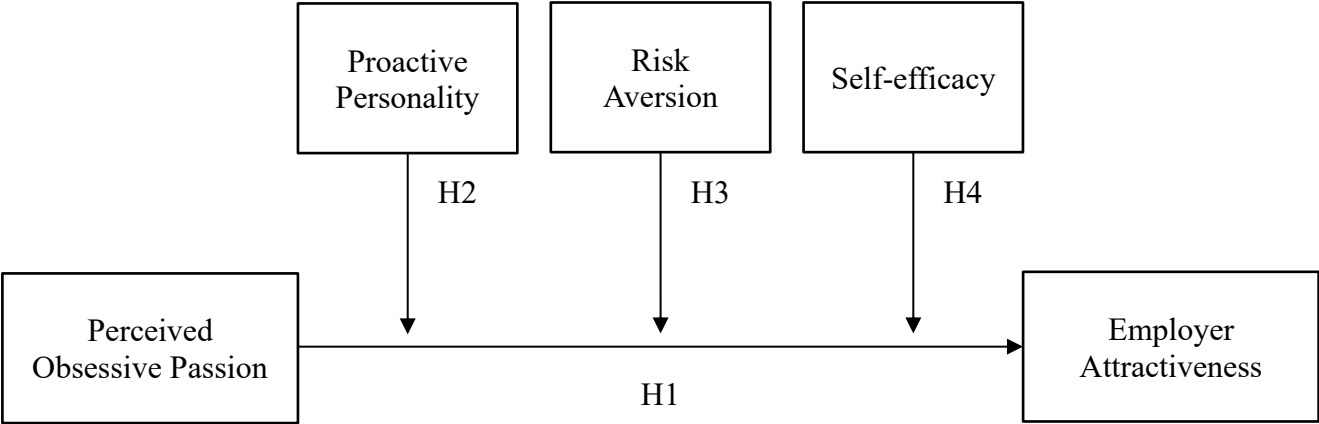 Proactive
Personality
Risk
Aversion
Self-efficacy
H2
H3
H4
Perceived
Obsessive Passion
Employer
Attractiveness
H1